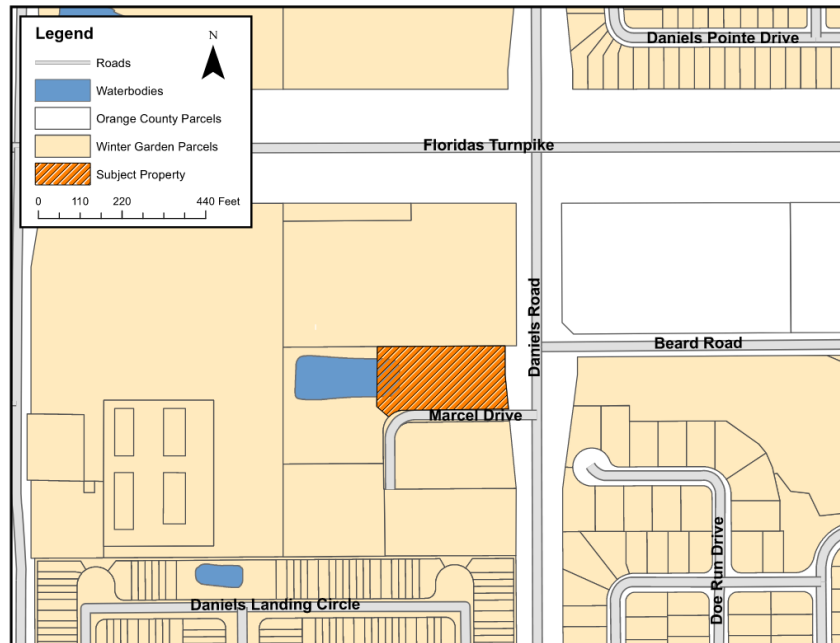 Legend
N
Roads
Waterbodies
Orange County Parcels
Winter Garden Parcels
Subject Property
0 110 220 440 Feet
Daniels Pointe Drive
Floridas Turnpike
Daniels Road
Beard Road
Marcel Drive
Doe Run Drive
Daniels Landing Circle